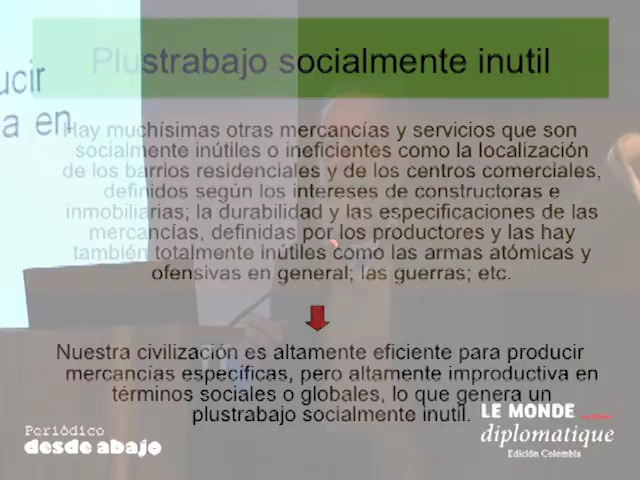 Plustrabajo socialmente inutil
ucir
a en
Hay muchísimas otras mercancías y servicios que son
socialmente inútiles o ineficientes como la localización
de los barrios residenciales y de los centros comerciales,
definidos según los intereses de constructoras e
inmobiliarias; la durabilidad y las especificaciones de las
mercancías, definidas por los productores y las hay
también totalmente inútiles como las armas atómicas y
ofensivas en general; las guerras; etc.
Nuestra civilización es altamente eficiente para producir
mercancías específicas, pero altamente improductiva en
términos sociales o globales, lo que genera un
plustrabajo socialmente inutil.
Periódico
desde abajo
LE MONDE
diplomatique
Edición Colombia